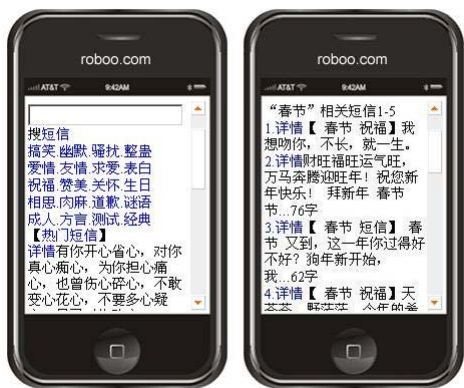 roboo.com
AT&T 9:42AM
搜短信
搞笑.幽默.骚扰.整蛊
爱情.友情.求爱.表白
祝福.赞美.关怀.生日
相思.肉麻.道歉.谜语
成人.方言.测试.经典
【热门短信】
详情有你开心省心，对你
真心痴心，为你担心痛
心，也曾伤心碎心，不敢
变心花心，不要多心疑
roboo.com
AT&T 9:42AM
“春节”相关短信1-5
1.详情【 春节 祝福】我
想吻你，不长，就一生。
2.详情财旺福旺运气旺，
万马奔腾迎旺年！祝您新
年快乐！ 拜新年 春节
节...76字
3.详情【 春节 短信】 春
节 又到，这一年你过得好
不好？狗年新开始，
我...62字
4.详情【 春节 祝福】天